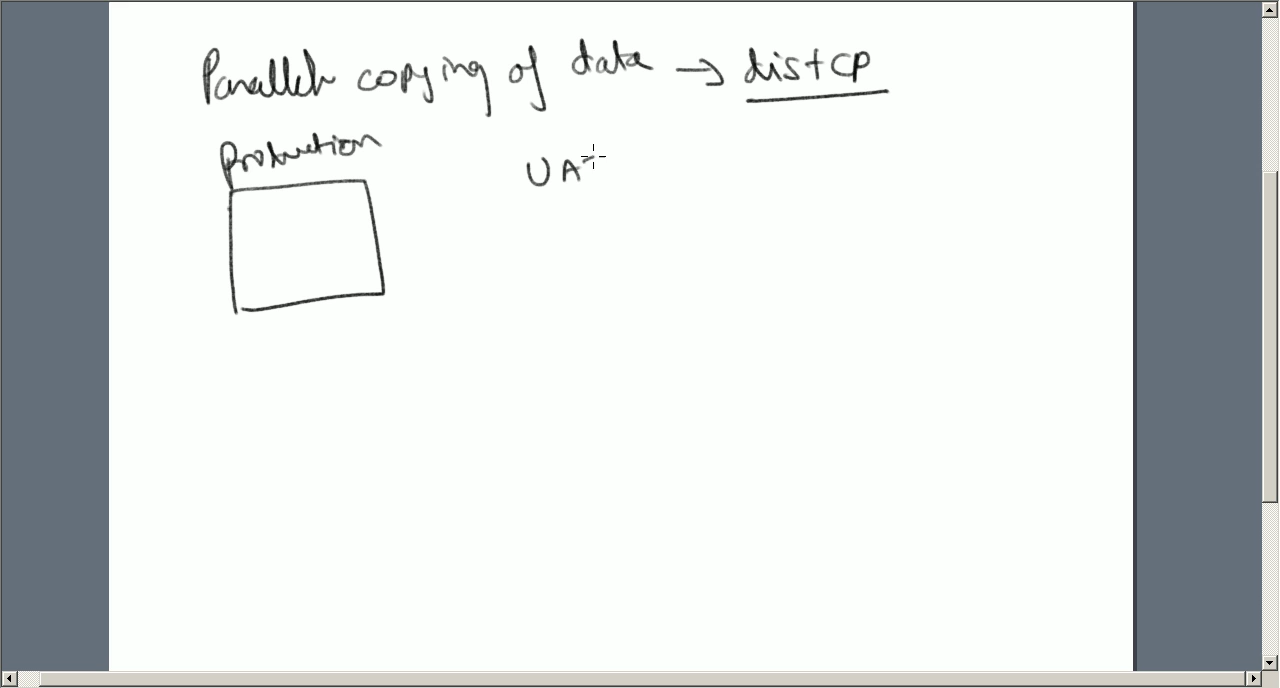 Parallel copying of data → distcp
Production
UA